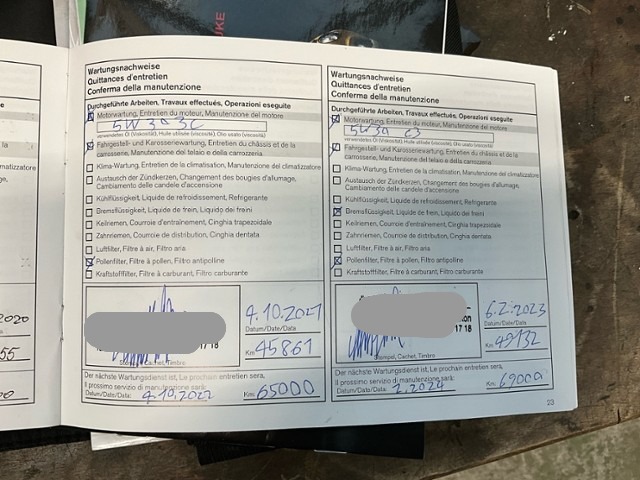 UKE
Wartungsnachweise
Quittances d'entretien
Conferma della manutenzione
Durchgeführte Arbeiten, Travaux effectués, Operazioni eseguite
Motorwartung, Entretien du moteur, Manutenzione del motore
5W30 3C
verwendetes Öl (Viskosität), Huile utilisée (viscosité), Olio usato (viscosità)
Fahrgestell- und Karosseriewartung, Entretien du châssis et de la
carrosserie, Manutenzione del telaio e della carrozzeria
Klima-Wartung, Entretien de la climatisation, Manutenzione del climatizzatore
Austausch der Zündkerzen, Changement des bougies d'allumage,
Cambiamento delle candele d'accensione
Kühlflüssigkeit, Liquide de refroidissement, Refrigerante
Bremsflüssigkeit, Liquide de frein, Liquido dei freni
Keilriemen, Courroie d'entraînement, Cinghia trapezoidale
Zahnriemen, Courroie de distribution, Cinghia dentata
Luftfilter, Filtre à air, Filtro aria
Pollenfilter, Filtre à pollen, Filtro antipolline
Kraftstofffilter, Filtre à carburant, Filtro carburante
17 18
Cachet, Timbro
4.10.2021
Datum/Date/Data
Km: 45861
Der nächste Wartungsdienst ist, Le prochain entretien sera,
Il prossimo servizio di manutenzione sarà:
Datum/Date/Data: 4.10.2022
Km: 65000
Wartungsnachweise
Quittances d'entretien
Conferma della manutenzione
Durchgeführte Arbeiten, Travaux effectués, Operazioni eseguite
Motorwartung, Entretien du moteur, Manutenzione del motore
5W30 C3
verwendetes Öl (Viskosität), Huile utilisée (viscosité), Olio usato (viscosità)
Fahrgestell- und Karosseriewartung, Entretien du châssis et de la
carrosserie, Manutenzione del telaio e della carrozzeria
Klima-Wartung, Entretien de la climatisation, Manutenzione del climatizzatore
Austausch der Zündkerzen, Changement des bougies d'allumage,
Cambiamento delle candele d'accensione
Kühlflüssigkeit, Liquide de refroidissement, Refrigerante
Bremsflüssigkeit, Liquide de frein, Liquido dei freni
Keilriemen, Courroie d'entraînement, Cinghia trapezoidale
Zahnriemen, Courroie de distribution, Cinghia dentata
Luftfilter, Filtre à air, Filtro aria
Pollenfilter, Filtre à pollen, Filtro antipolline
Kraftstofffilter, Filtre à carburant, Filtro carburante
17 18
Stempel, Cachet, Timbro
6.2.2023
Datum/Date/Data
Km: 49132
Der nächste Wartungsdienst ist, Le prochain entretien sera,
Il prossimo servizio di manutenzione sarà:
Datum/Date/Data: 2.2024
Km: 69000
23